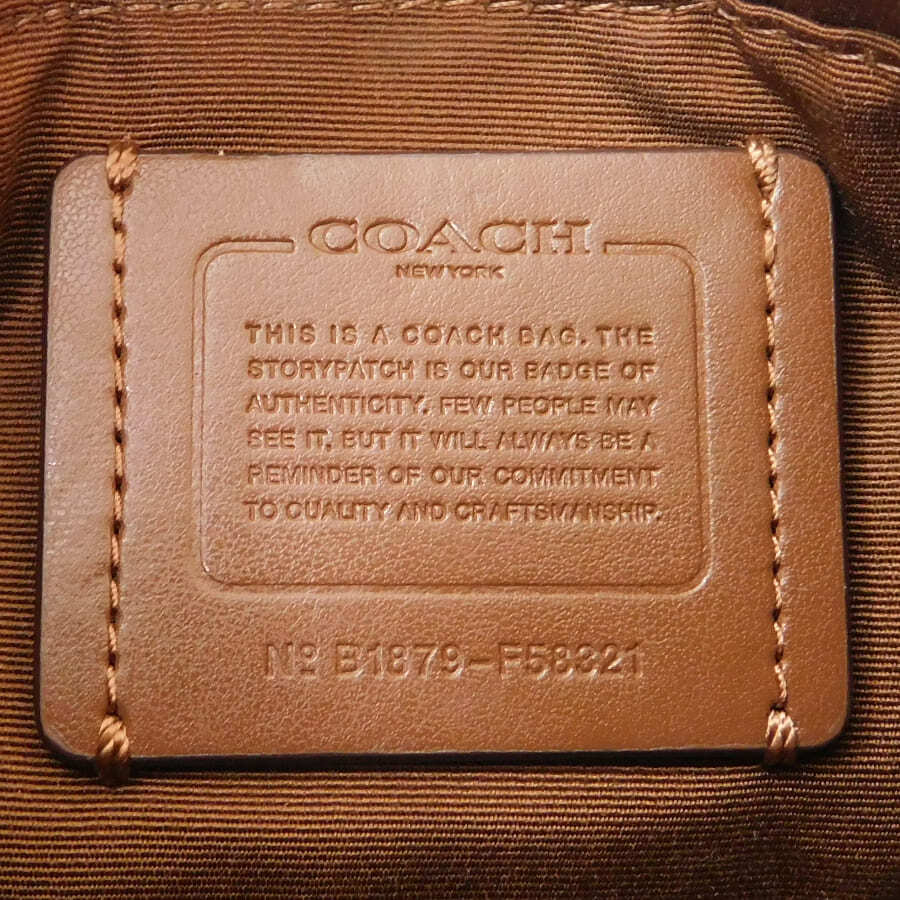 COACH
NEW YORK
THIS IS A COACH BAG. THE
STORYPATCH IS OUR BADGE OF
AUTHENTICITY. FEW PEOPLE MAY
SEE IT, BUT IT WILL ALWAYS BE A
REMINDER OF OUR COMMITMENT
TO QUALITY AND CRAFTSMANSHIP.
Nº B1879-F58321